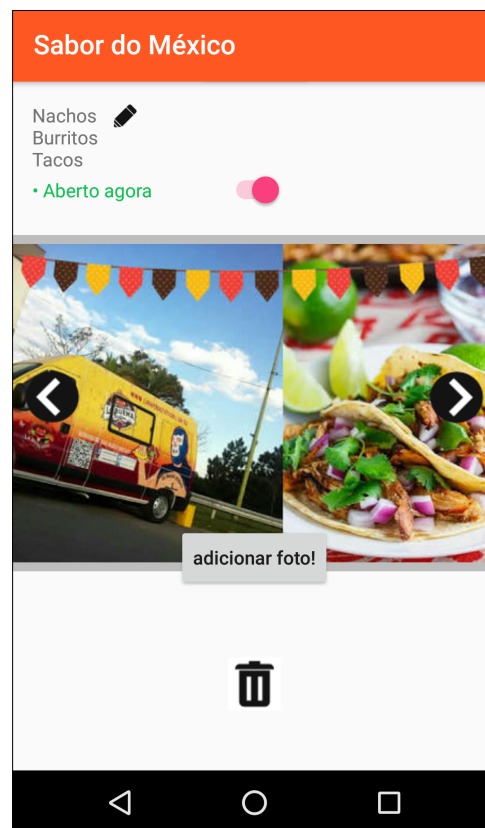 Sabor do México
Nachos
Burritos
Tacos
• Aberto agora
adicionar foto!